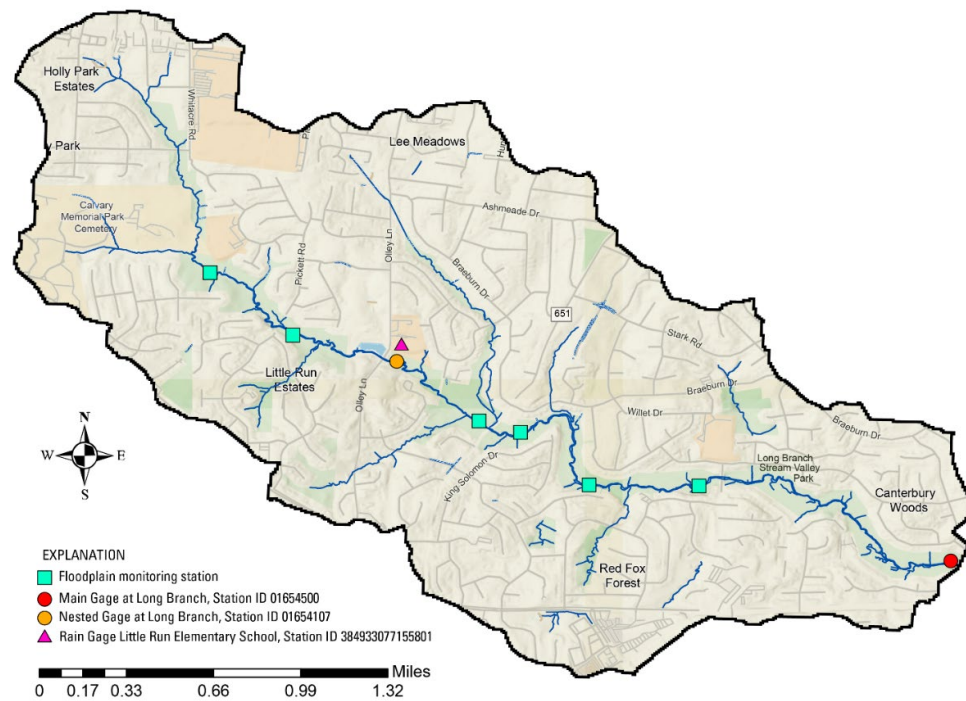 Holly Park
Estates
Whitacre Rd
y Park
Lee Meadows
Calvary
Memorial Park
Cemetery
Ashmeade Dr
Pickett Rd
Olley Ln
Braeburn Dr
651
Stark Rd
Little Run
Estates
Olley Ln
Braeburn Dr
Willet Dr
Braeburn Dr
King Solomon Dr
Long Branch
Stream Valley
Park
Canterbury
Woods
Red Fox
Forest
N
W
E
S
EXPLANATION
Floodplain monitoring station
Main Gage at Long Branch, Station ID 01654500
Nested Gage at Long Branch, Station ID 01654107
Rain Gage Little Run Elementary School, Station ID 384933077155801
Miles
0 0.17 0.33 0.66 0.99 1.32